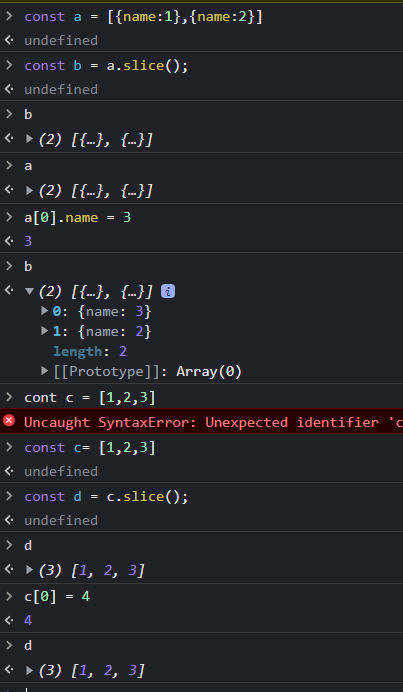 const a = [{name:1},{name:2}]
undefined
const b = a.slice();
undefined
b
(2) [{…}, {…}]
a
(2) [{…}, {…}]
a[0].name = 3
3
b
(2) [{…}, {…}] i
0: {name: 3}
1: {name: 2}
length: 2
[[Prototype]]: Array(0)
cont c = [1,2,3]
Uncaught SyntaxError: Unexpected identifier 'c
const c= [1,2,3]
undefined
const d = c.slice();
undefined
d
(3) [1, 2, 3]
c[0] = 4
4
d
(3) [1, 2, 3]